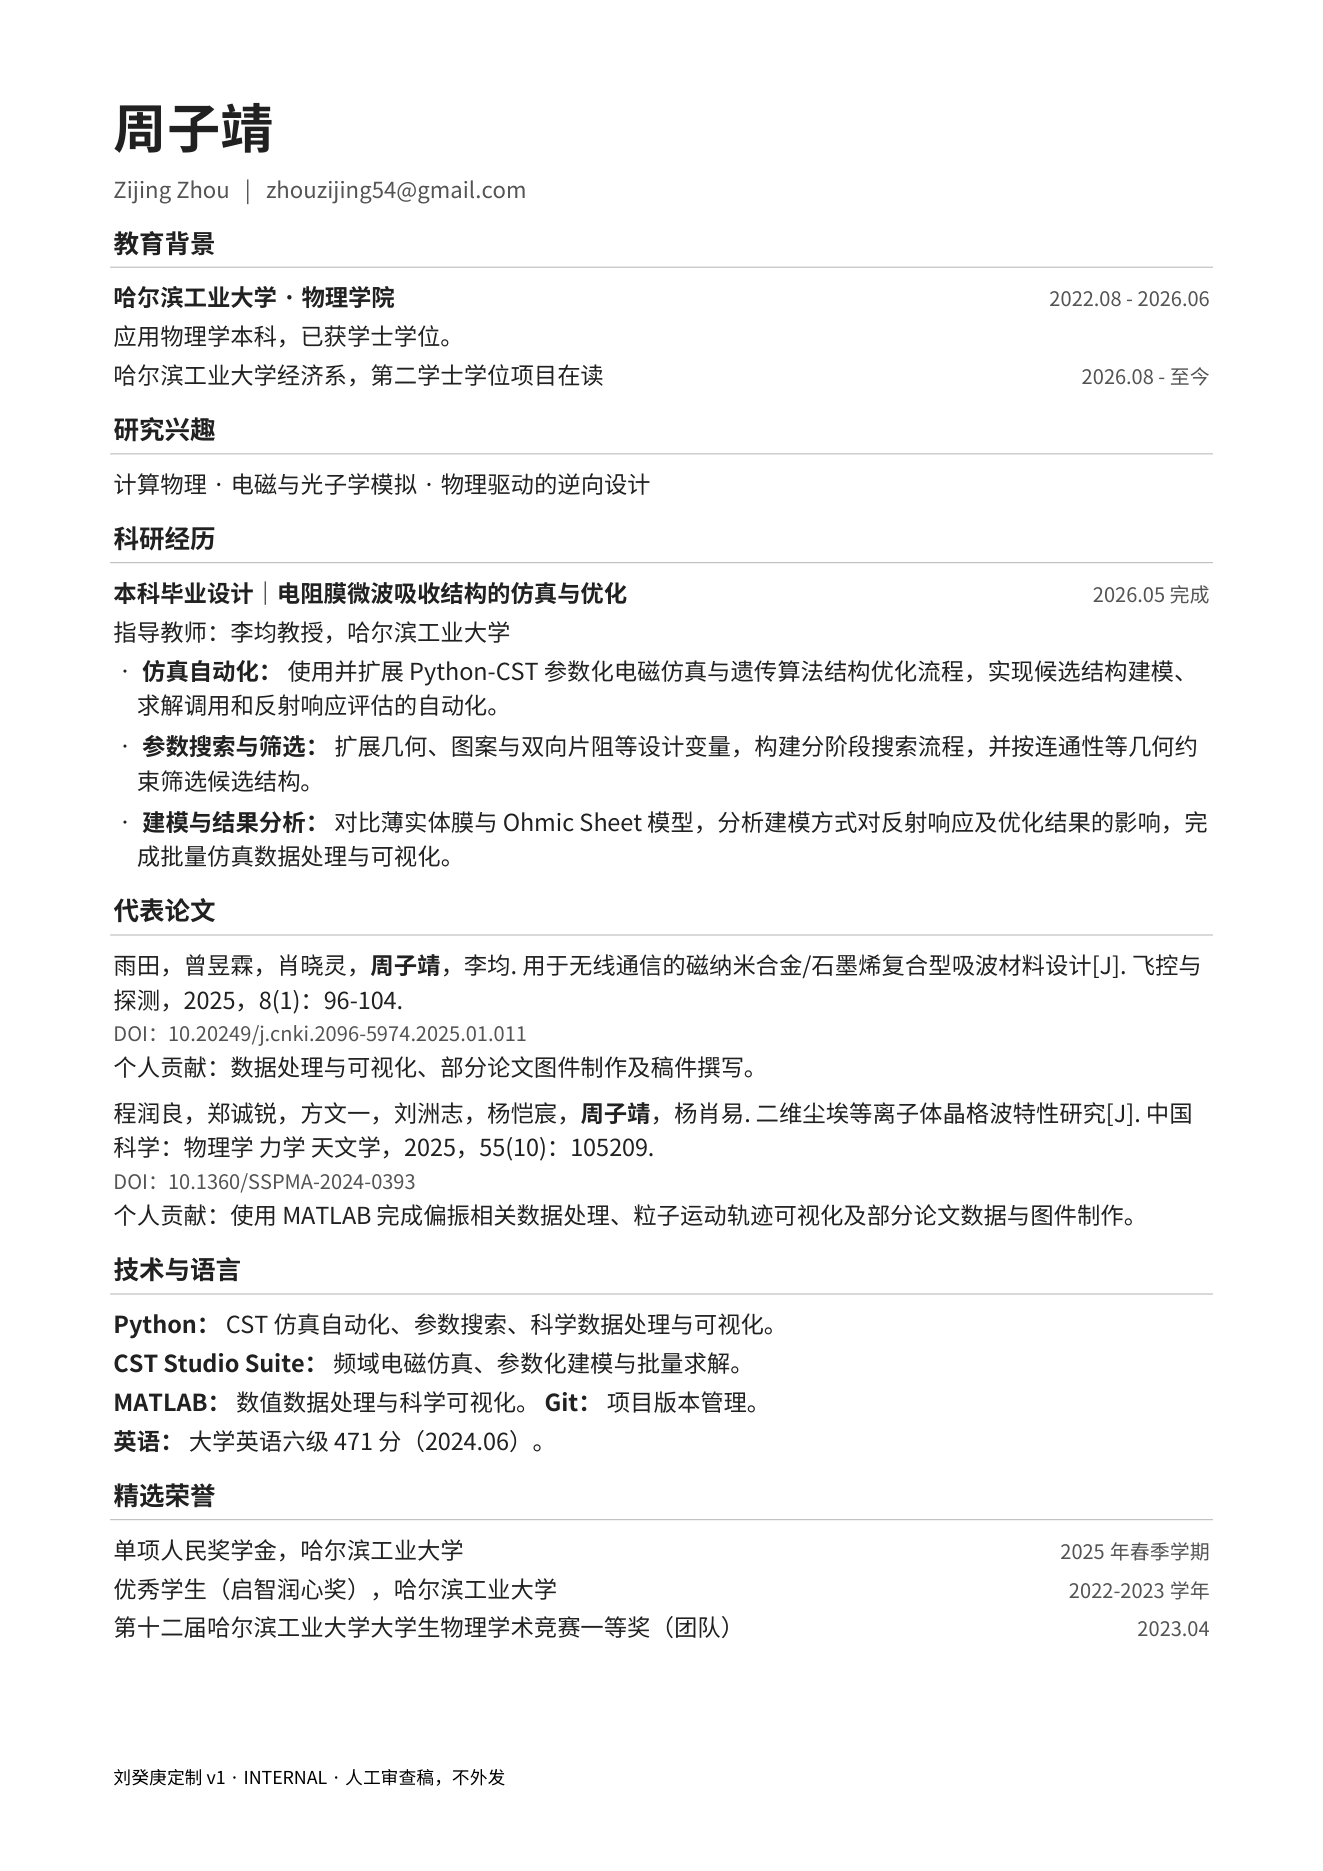 周子靖
Zijing Zhou | zhouzijing54@gmail.com
教育背景
哈尔滨工业大学 · 物理学院 2022.08 - 2026.06
应用物理学本科，已获学士学位。
哈尔滨工业大学经济系，第二学士学位项目在读 2026.08 - 至今
研究兴趣
计算物理 · 电磁与光子学模拟 · 物理驱动的逆向设计
科研经历
本科毕业设计｜电阻膜微波吸收结构的仿真与优化 2026.05 完成
指导教师：李均教授，哈尔滨工业大学
· 仿真自动化： 使用并扩展 Python-CST 参数化电磁仿真与遗传算法结构优化流程，实现候选结构建模、
求解调用和反射响应评估的自动化。
· 参数搜索与筛选： 扩展几何、图案与双向片阻等设计变量，构建分阶段搜索流程，并按连通性等几何约
束筛选候选结构。
· 建模与结果分析： 对比薄实体膜与 Ohmic Sheet 模型，分析建模方式对反射响应及优化结果的影响，完
成批量仿真数据处理与可视化。
代表论文
雨田，曾昱霖，肖晓灵，周子靖，李均. 用于无线通信的磁纳米合金/石墨烯复合型吸波材料设计[J]. 飞控与
探测，2025，8(1)：96-104.
DOI：10.20249/j.cnki.2096-5974.2025.01.011
个人贡献：数据处理与可视化、部分论文图件制作及稿件撰写。
程润良，郑诚锐，方文一，刘洲志，杨恺宸，周子靖，杨肖易. 二维尘埃等离子体晶格波特性研究[J]. 中国
科学：物理学 力学 天文学，2025，55(10)：105209.
DOI：10.1360/SSPMA-2024-0393
个人贡献：使用 MATLAB 完成偏振相关数据处理、粒子运动轨迹可视化及部分论文数据与图件制作。
技术与语言
Python： CST 仿真自动化、参数搜索、科学数据处理与可视化。
CST Studio Suite： 频域电磁仿真、参数化建模与批量求解。
MATLAB： 数值数据处理与科学可视化。 Git： 项目版本管理。
英语： 大学英语六级 471 分（2024.06）。
精选荣誉
单项人民奖学金，哈尔滨工业大学 2025 年春季学期
优秀学生（启智润心奖），哈尔滨工业大学 2022-2023 学年
第十二届哈尔滨工业大学大学生物理学术竞赛一等奖（团队） 2023.04
刘癸庚定制 v1 · INTERNAL · 人工审查稿，不外发